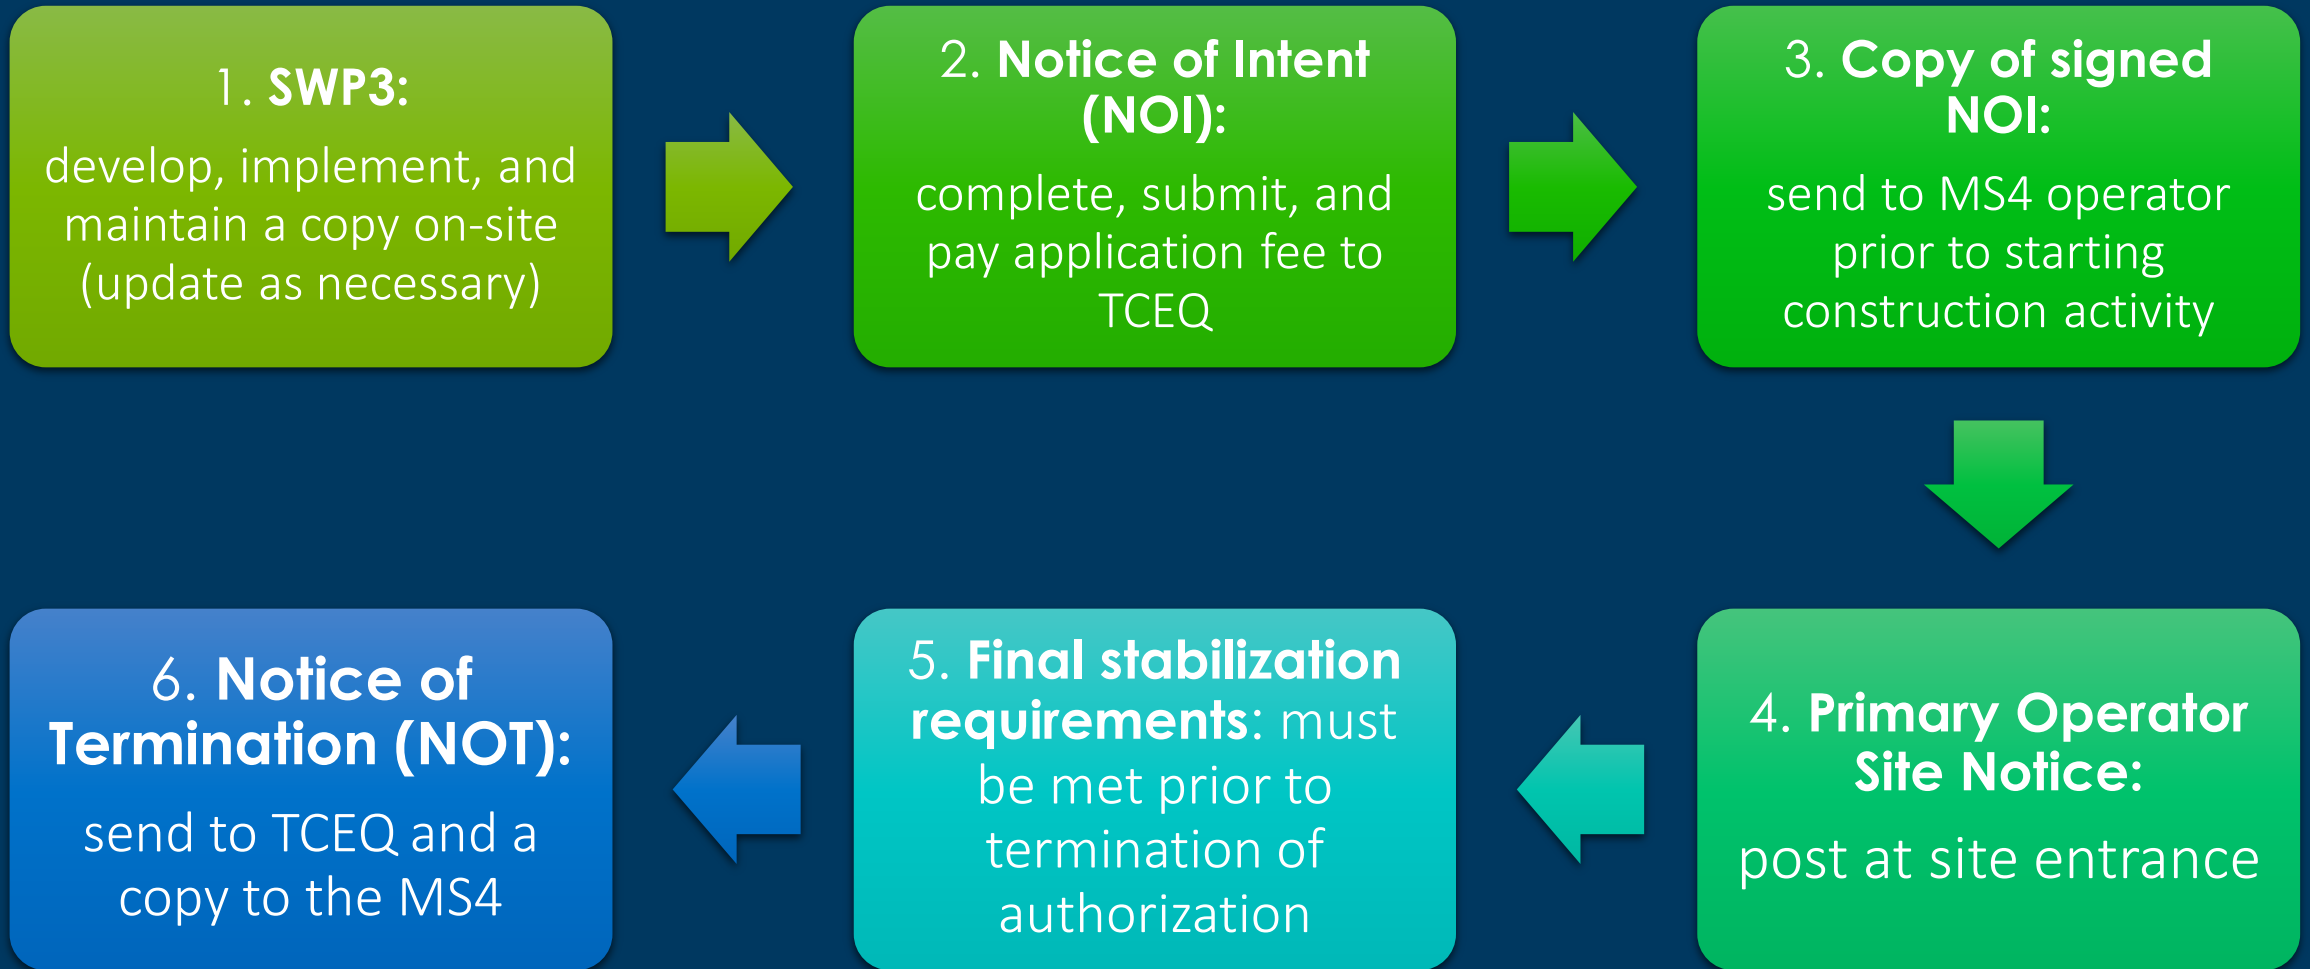 1. SWP3:
develop, implement, and
maintain a copy on-site
(update as necessary)
2. Notice of Intent
(NOI):
complete, submit, and
pay application fee to
TCEQ
3. Copy of signed
NOI:
send to MS4 operator
prior to starting
construction activity
4. Primary Operator
Site Notice:
post at site entrance
5. Final stabilization
requirements: must
be met prior to
termination of
authorization
6. Notice of
Termination (NOT):
send to TCEQ and a
copy to the MS4